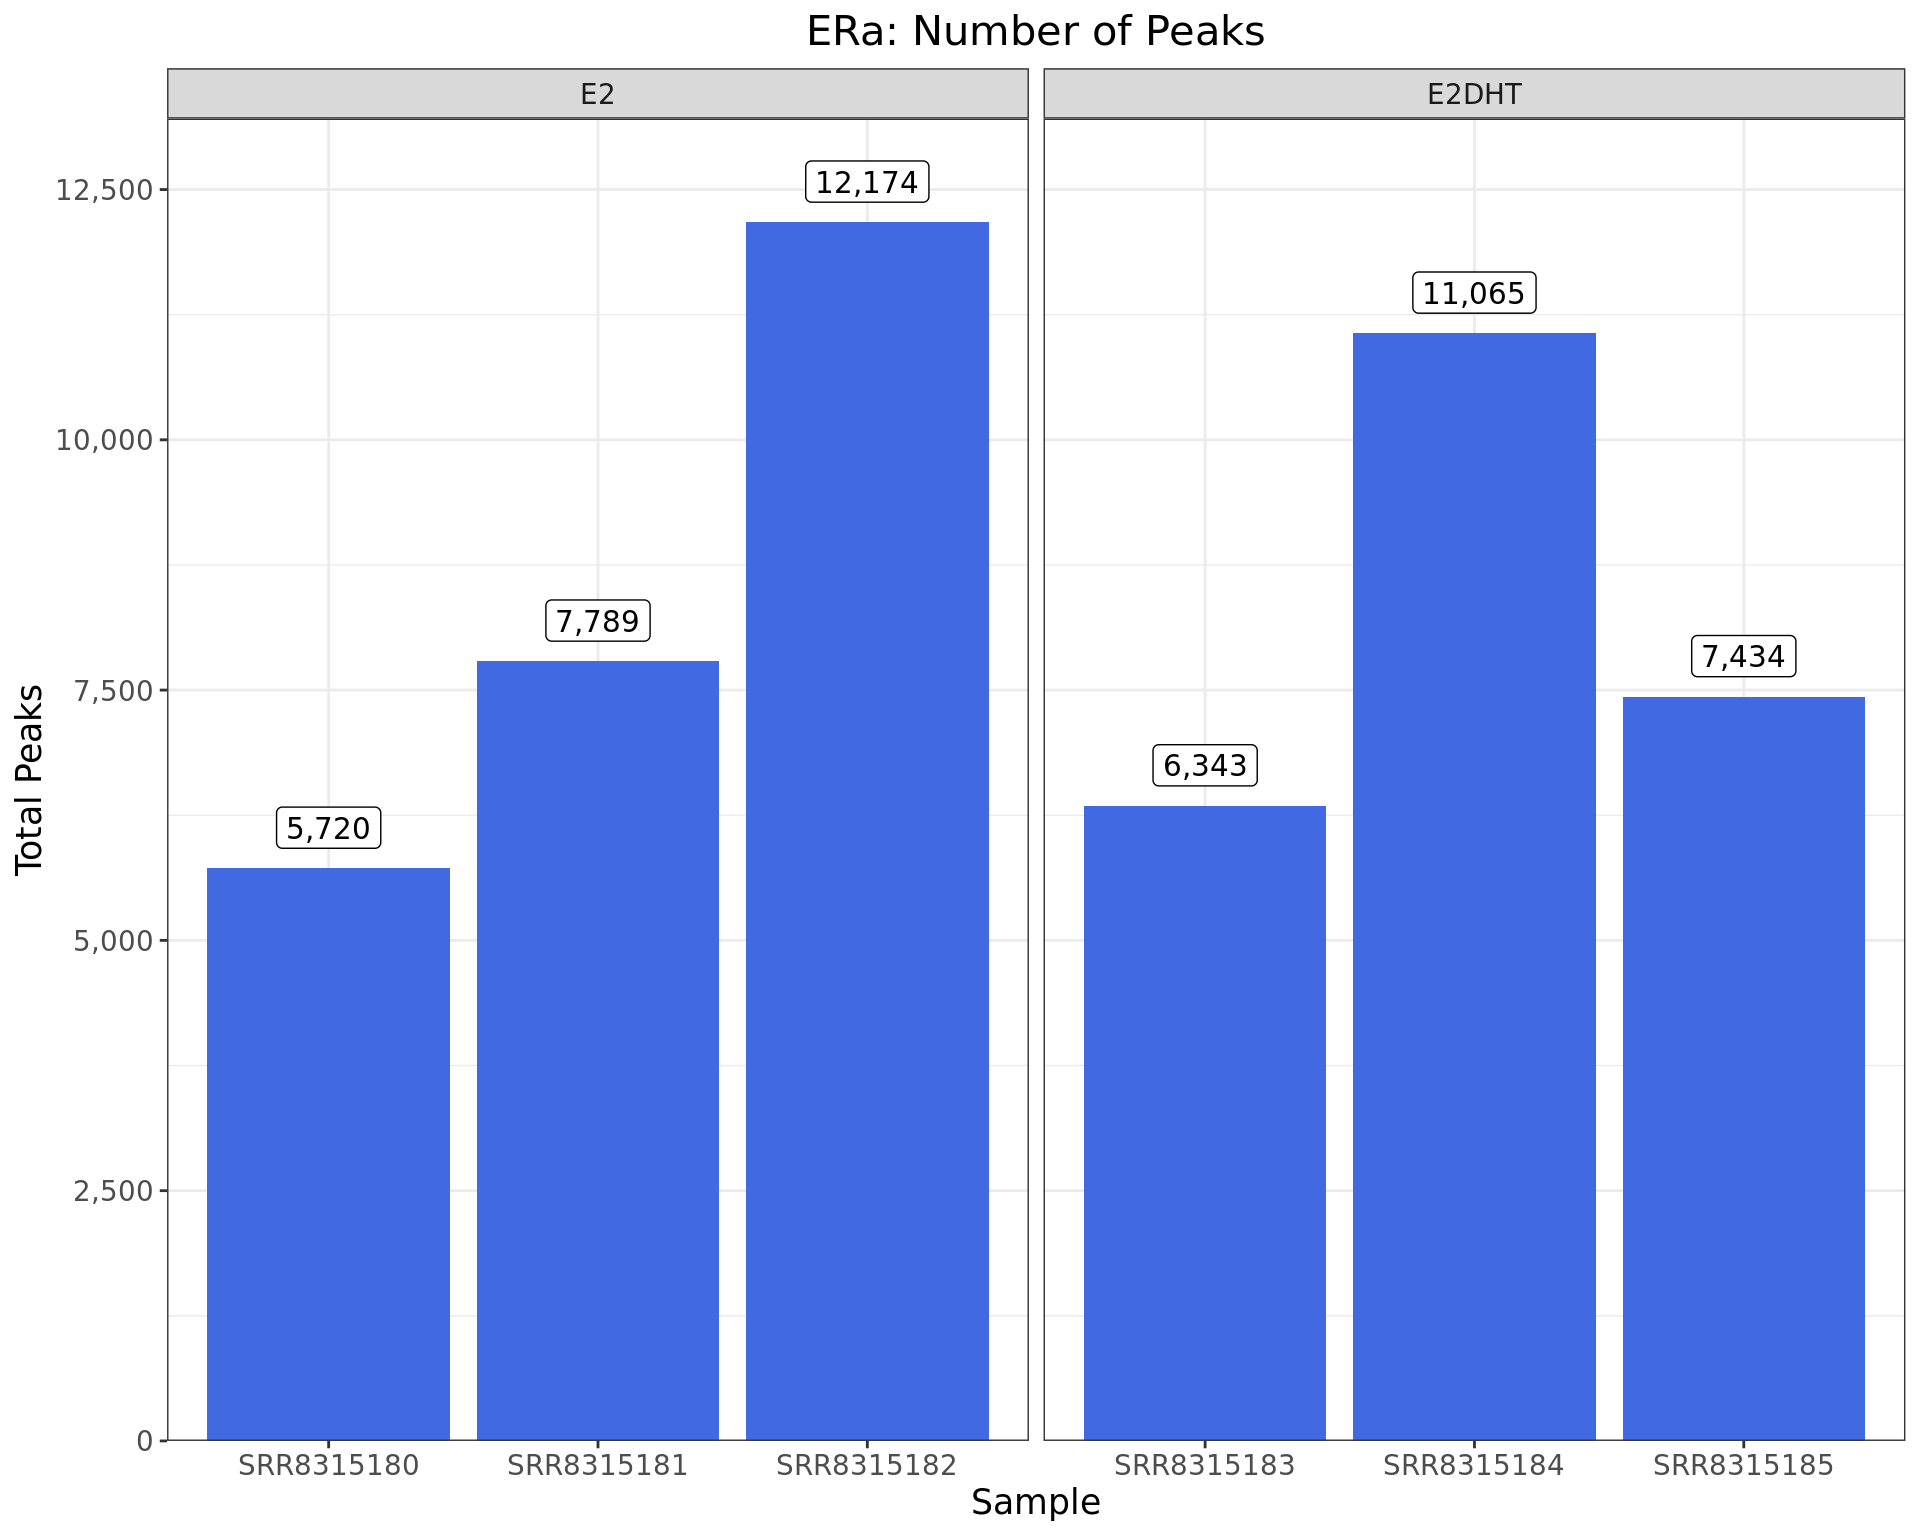 ERa: Number of Peaks
E2
E2DHT
Total Peaks
12,500
10,000
7,500
5,000
2,500
0
5,720
7,789
12,174
6,343
11,065
7,434
SRR8315180
SRR8315181
SRR8315182
SRR8315183
SRR8315184
SRR8315185
Sample